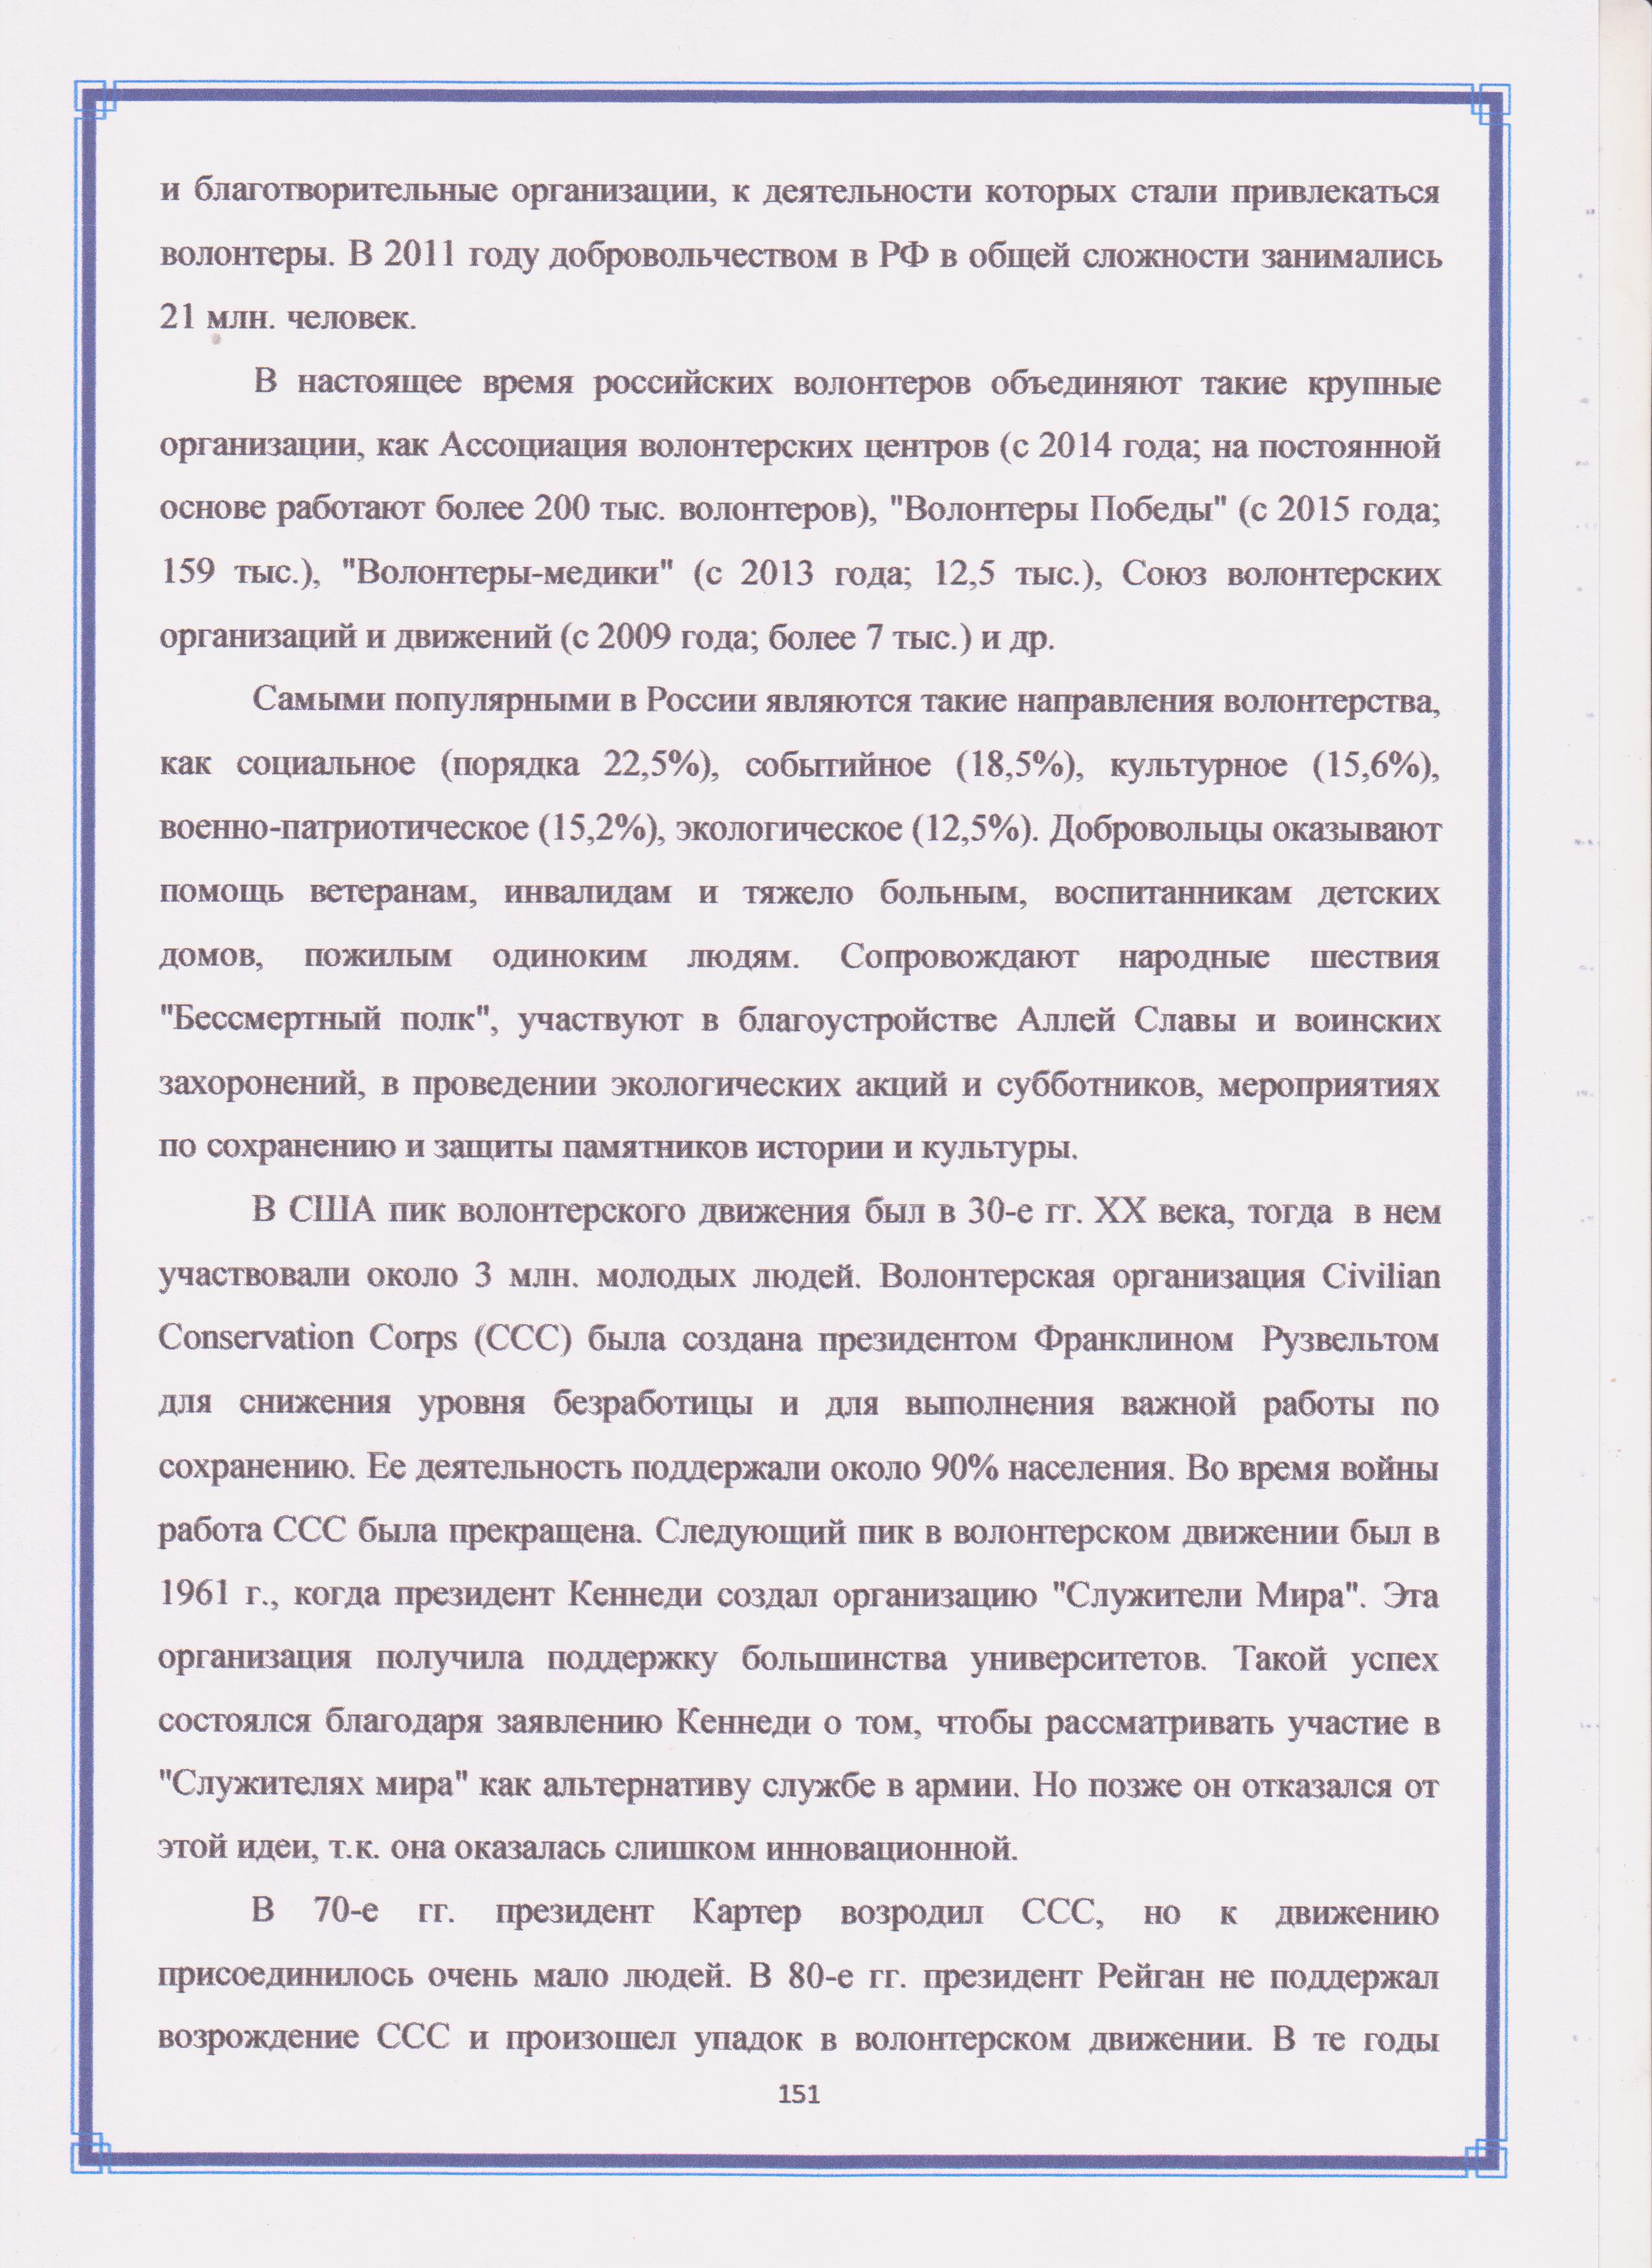 и благотворительные организации, к деятельности которых стали привлекаться
волонтеры. В 2011 году добровольчеством в РФ в общей сложности занимались
21 млн. человек.
В настоящее время российских волонтеров объединяют такие крупные
организации, как Ассоциация волонтерских центров (с 2014 года; на постоянной
основе работают более 200 тыс. волонтеров), "Волонтеры Победы" (с 2015 года;
159 тыс.), "Волонтеры-медики" (с 2013 года; 12,5 тыс.), Союз волонтерских
организаций и движений (с 2009 года; более 7 тыс.) и др.
Самыми популярными в России являются такие направления волонтерства,
как социальное (порядка 22,5%), событийное (18,5%), культурное (15,6%),
военно-патриотическое (15,2%), экологическое (12,5%). Добровольцы оказывают
помощь ветеранам, инвалидам и тяжело больным, воспитанникам детских
домов, пожилым одиноким людям. Сопровождают народные шествия
"Бессмертный полк", участвуют в благоустройстве Аллей Славы и воинских
захоронений, в проведении экологических акций и субботников, мероприятиях
по сохранению и защиты памятников истории и культуры.
В США пик волонтерского движения был в 30-е гг. XX века, тогда в нем
участвовали около 3 млн. молодых людей. Волонтерская организация Civilian
Conservation Corps (CCC) была создана президентом Франклином Рузвельтом
для снижения уровня безработицы и для выполнения важной работы по
сохранению. Ее деятельность поддержали около 90% населения. Во время войны
работа ССС была прекращена. Следующий пик в волонтерском движении был в
1961 г., когда президент Кеннеди создал организацию "Служители Мира". Эта
организация получила поддержку большинства университетов. Такой успех
состоялся благодаря заявлению Кеннеди о том, чтобы рассматривать участие в
"Служителях мира" как альтернативу службе в армии. Но позже он отказался от
этой идеи, т.к. она оказалась слишком инновационной.
В 70-е гг. президент Картер возродил ССС, но к движению
присоединилось очень мало людей. В 80-е гг. президент Рейган не поддержал
возрождение ССС и произошел упадок в волонтерском движении. В те годы
151